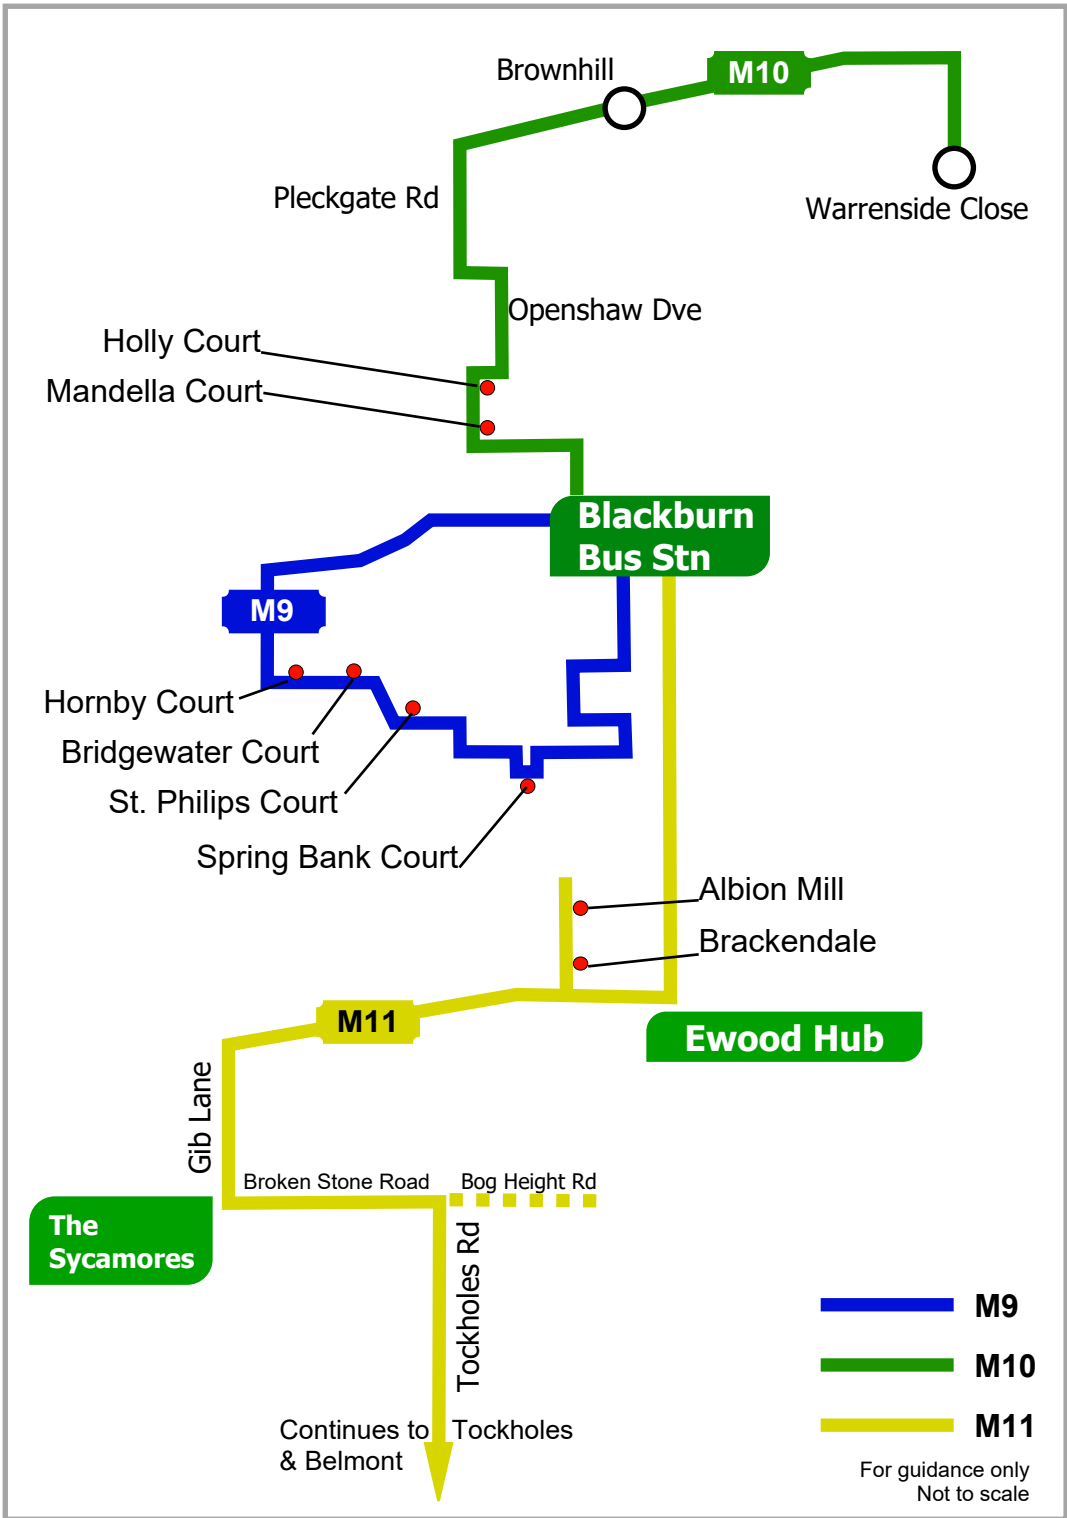 Brownhill
M10
Pleckgate Rd
Warrenside Close
Openshaw Dve
Holly Court
Mandella Court
Blackburn
Bus Stn
M9
Hornby Court
Bridgewater Court
St. Philips Court
Spring Bank Court
Albion Mill
Brackendale
M11
Ewood Hub
Gib Lane
Broken Stone Road
Bog Height Rd
The
Sycamores
Tockholes Rd
Continues to Tockholes
& Belmont
M9
M10
M11
For guidance only
Not to scale